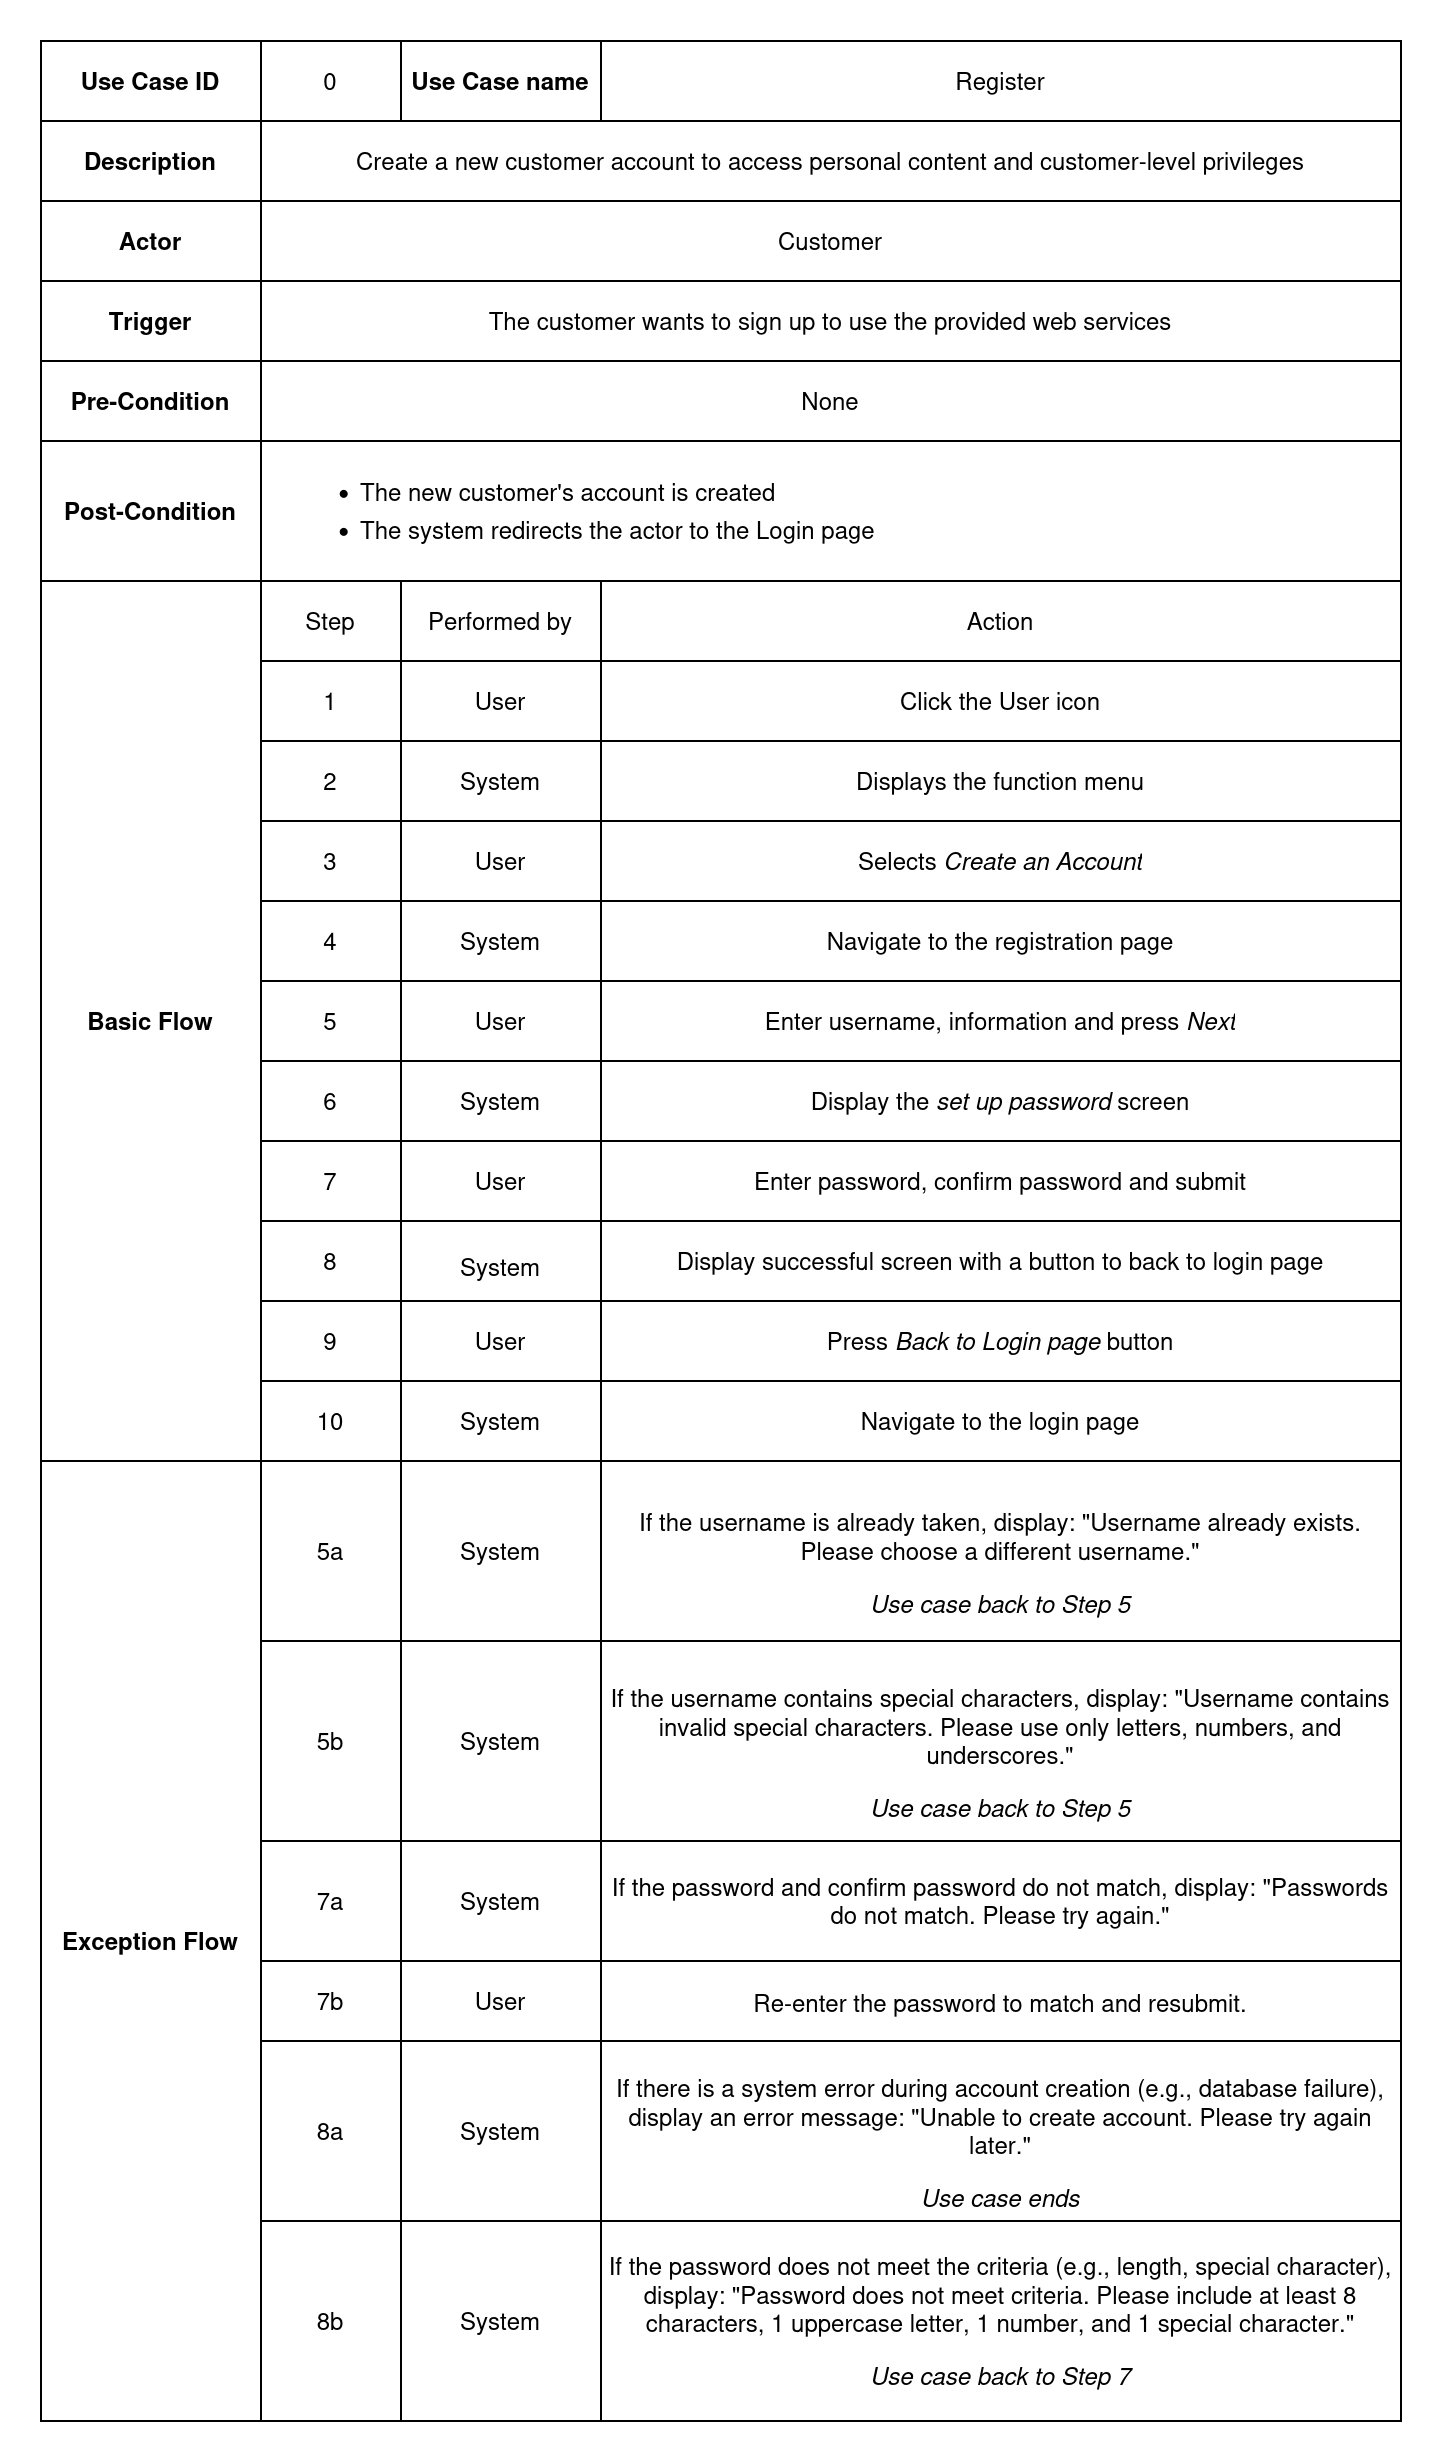 Use Case ID 0 Use Case name Register
Description Create a new customer account to access personal content and customer-level privileges
Actor Customer
Trigger The customer wants to sign up to use the provided web services
Pre-Condition None
Post-Condition
• The new customer's account is created
• The system redirects the actor to the Login page
Basic Flow
Step Performed by Action
1 User Click the User icon
2 System Displays the function menu
3 User Selects Create an Account
4 System Navigate to the registration page
5 User Enter username, information and press Next
6 System Display the set up password screen
7 User Enter password, confirm password and submit
8 System Display successful screen with a button to back to login page
9 User Press Back to Login page button
10 System Navigate to the login page
Exception Flow
5a System
If the username is already taken, display: "Username already exists.
Please choose a different username."
Use case back to Step 5
5b System
If the username contains special characters, display: "Username contains
invalid special characters. Please use only letters, numbers, and
underscores."
Use case back to Step 5
7a System
If the password and confirm password do not match, display: "Passwords
do not match. Please try again."
7b User Re-enter the password to match and resubmit.
8a System
If there is a system error during account creation (e.g., database failure),
display an error message: "Unable to create account. Please try again
later."
Use case ends
8b System
If the password does not meet the criteria (e.g., length, special character),
display: "Password does not meet criteria. Please include at least 8
characters, 1 uppercase letter, 1 number, and 1 special character."
Use case back to Step 7